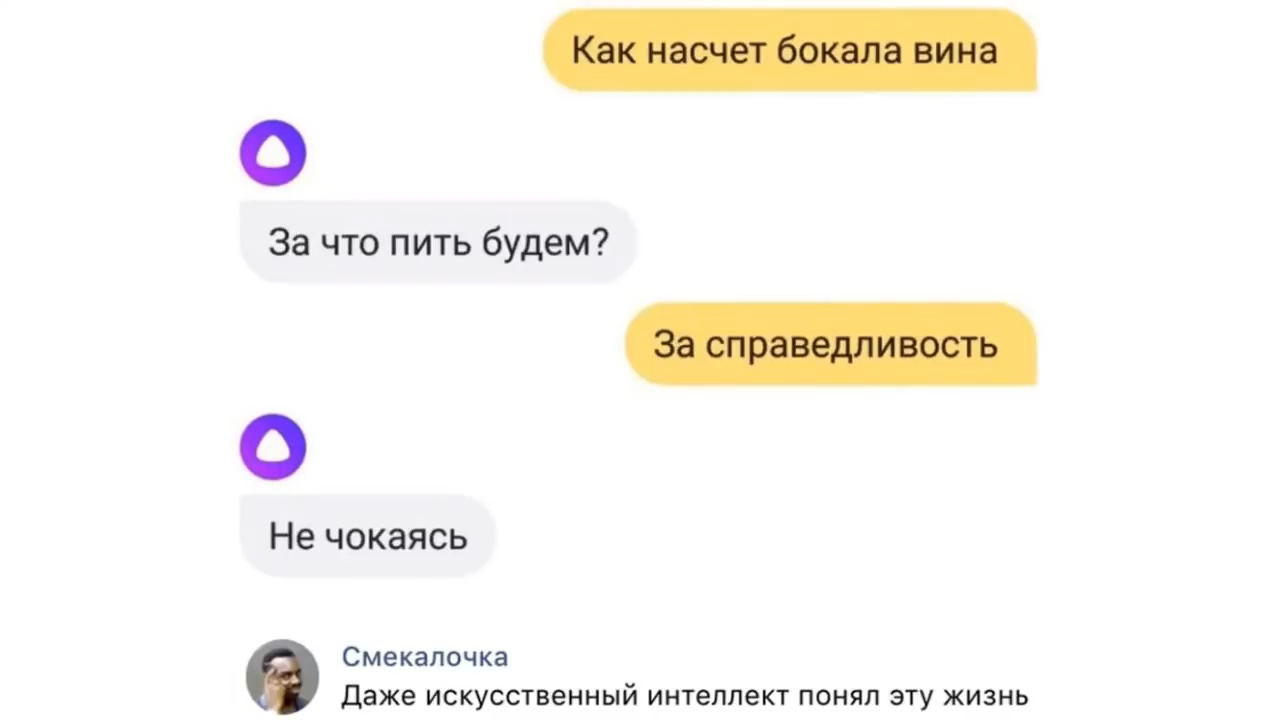 Как насчет бокала вина
За что пить будем?
За справедливость
Не чокаясь
Смекалочка
Даже искусственный интеллект понял эту жизнь